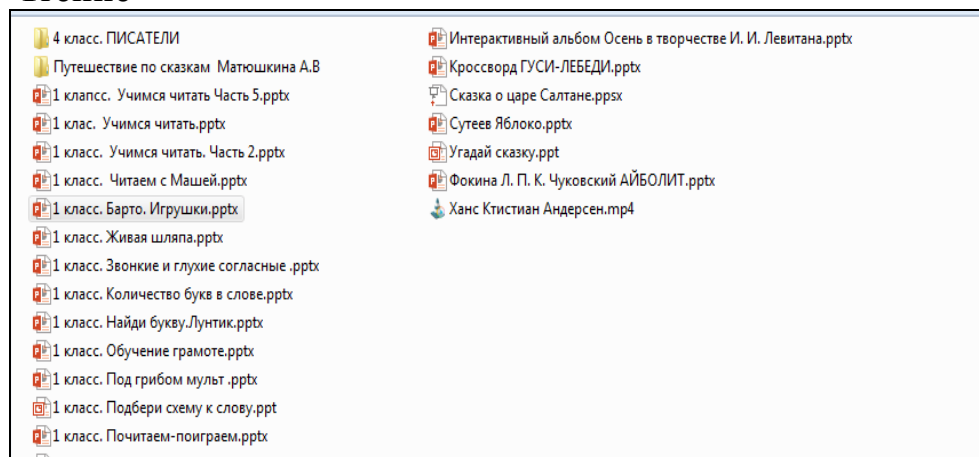 4 класс. ПИСАТЕЛИ
Путешествие по сказкам Матюшкина А.В
1 клапсс. Учимся читать Часть 5.pptx
1 клас. Учимся читать.pptx
1 класс. Учимся читать. Часть 2.pptx
1 класс. Читаем с Машей.pptx
1 класс. Барто. Игрушки.pptx
1 класс. Живая шляпа.pptx
1 класс. Звонкие и глухие согласные .pptx
1 класс. Количество букв в слове.pptx
1 класс. Найди букву.Лунтик.pptx
1 класс. Обучение грамоте.pptx
1 класс. Под грибом мульт .pptx
1 класс. Подбери схему к слову.ppt
1 класс. Почитаем-поиграем.pptx
Интерактивный альбом Осень в творчестве И. И. Левитана.pptx
Кроссворд ГУСИ-ЛЕБЕДИ.pptx
Сказка о царе Салтане.ppsx
Сутеев Яблоко.pptx
Угадай сказку.ppt
Фокина Л. П. К. Чуковский АЙБОЛИТ.pptx
Ханс Ктистиан Андерсен.mp4